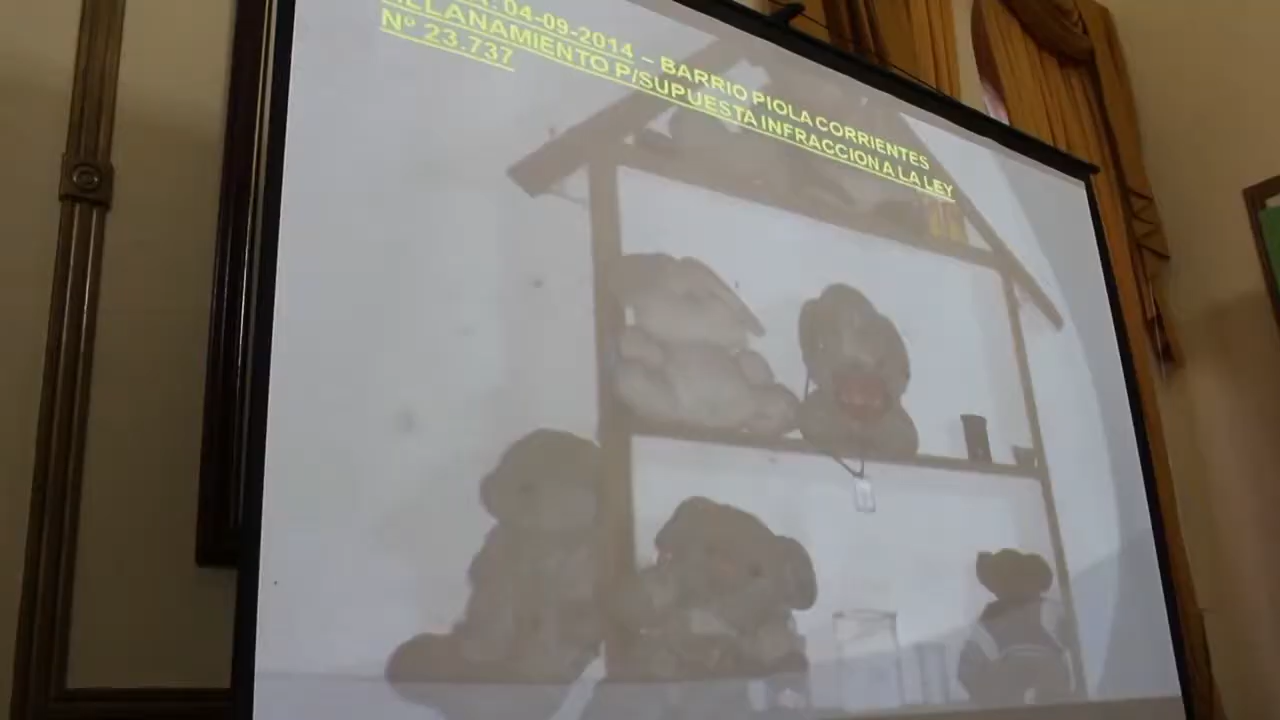 04-09-2014 – BARRIO PIOLA CORRIENTES
ALLANAMIENTO P/SUPUESTA INFRACCION A LA LEY
Nº 23.737